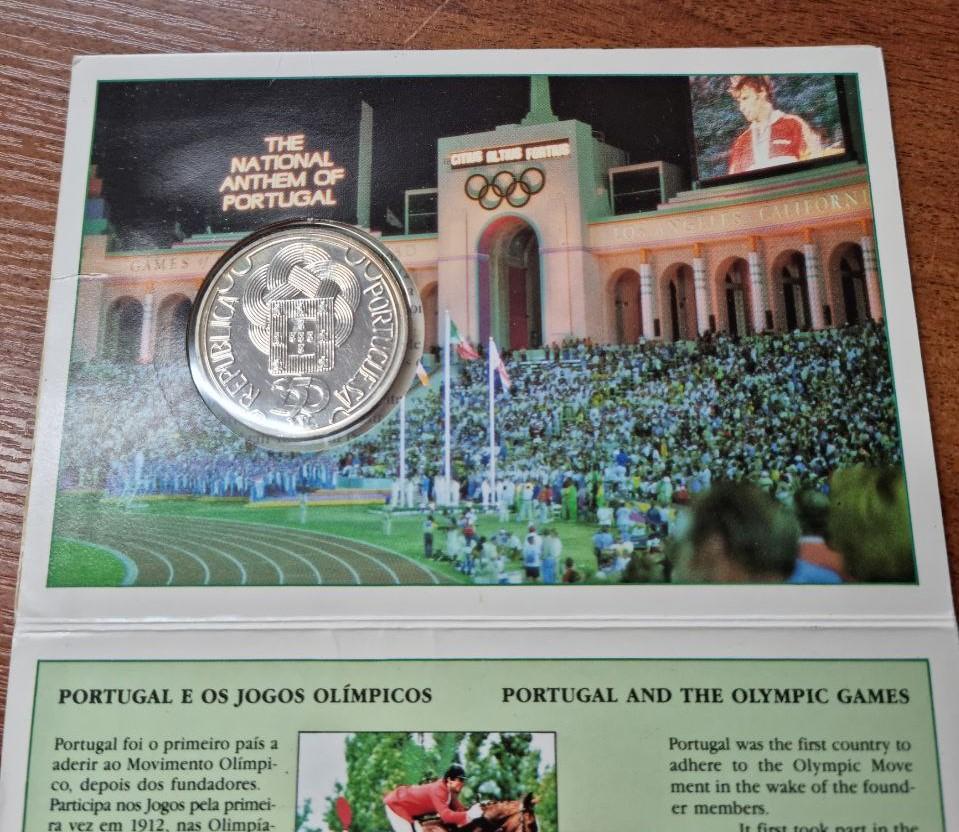 THE
NATIONAL
ANTHEM OF
PORTUGAL
CITIUS ALTIUS FORTIUS
LOS ANGELES, CALIFORNI
GAMES
REPUBLICA PORTUGUESA
PORTUGAL E OS JOGOS OLÍMPICOS
PORTUGAL AND THE OLYMPIC GAMES
Portugal foi o primeiro país a
aderir ao Movimento Olímpi-
co, depois dos fundadores.
Participa nos Jogos pela primei-
ra vez em 1912, nas Olimpía-
Portugal was the first country to
adhere to the Olympic Move
ment in the wake of the found-
er members.
It first took part in the